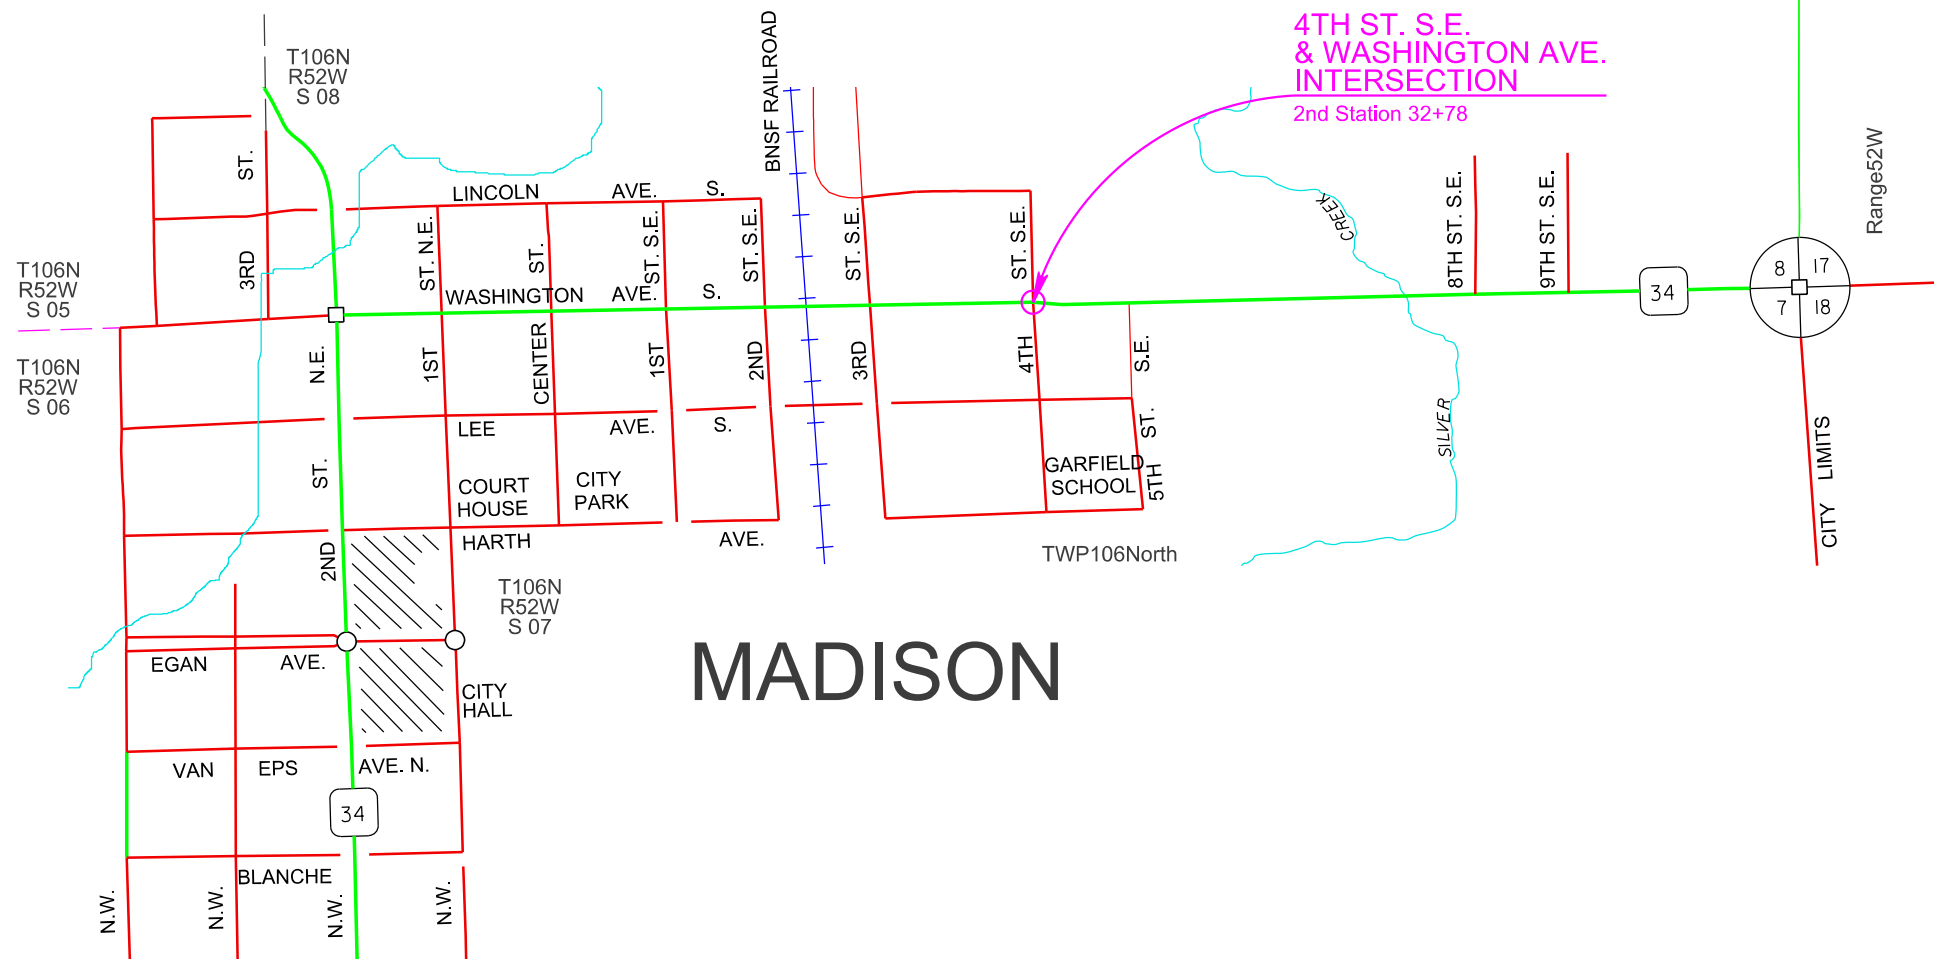 4TH ST. S.E.
& WASHINGTON AVE.
INTERSECTION
2nd Station 32+78
T106N
R52W
S 08
BNSF RAILROAD
Range52W
ST.
3RD
LINCOLN AVE. S.
ST. N.E.
1ST
ST.
CENTER
ST. S.E.
1ST
ST. S.E.
2ND
ST. S.E.
3RD
ST. S.E.
4TH
CREEK
SILVER
8TH ST. S.E.
9TH ST. S.E.
34
8 17
7 18
T106N
R52W
S 05
WASHINGTON AVE. S.
T106N
R52W
S 06
N.E.
ST.
2ND
S.E.
ST.
5TH
LEE AVE. S.
COURT
HOUSE
CITY
PARK
GARFIELD
SCHOOL
CITY LIMITS
HARTH AVE.
TWP106North
T106N
R52W
S 07
MADISON
EGAN AVE.
CITY
HALL
VAN EPS AVE. N.
34
BLANCHE
N.W.
N.W.
N.W.
N.W.